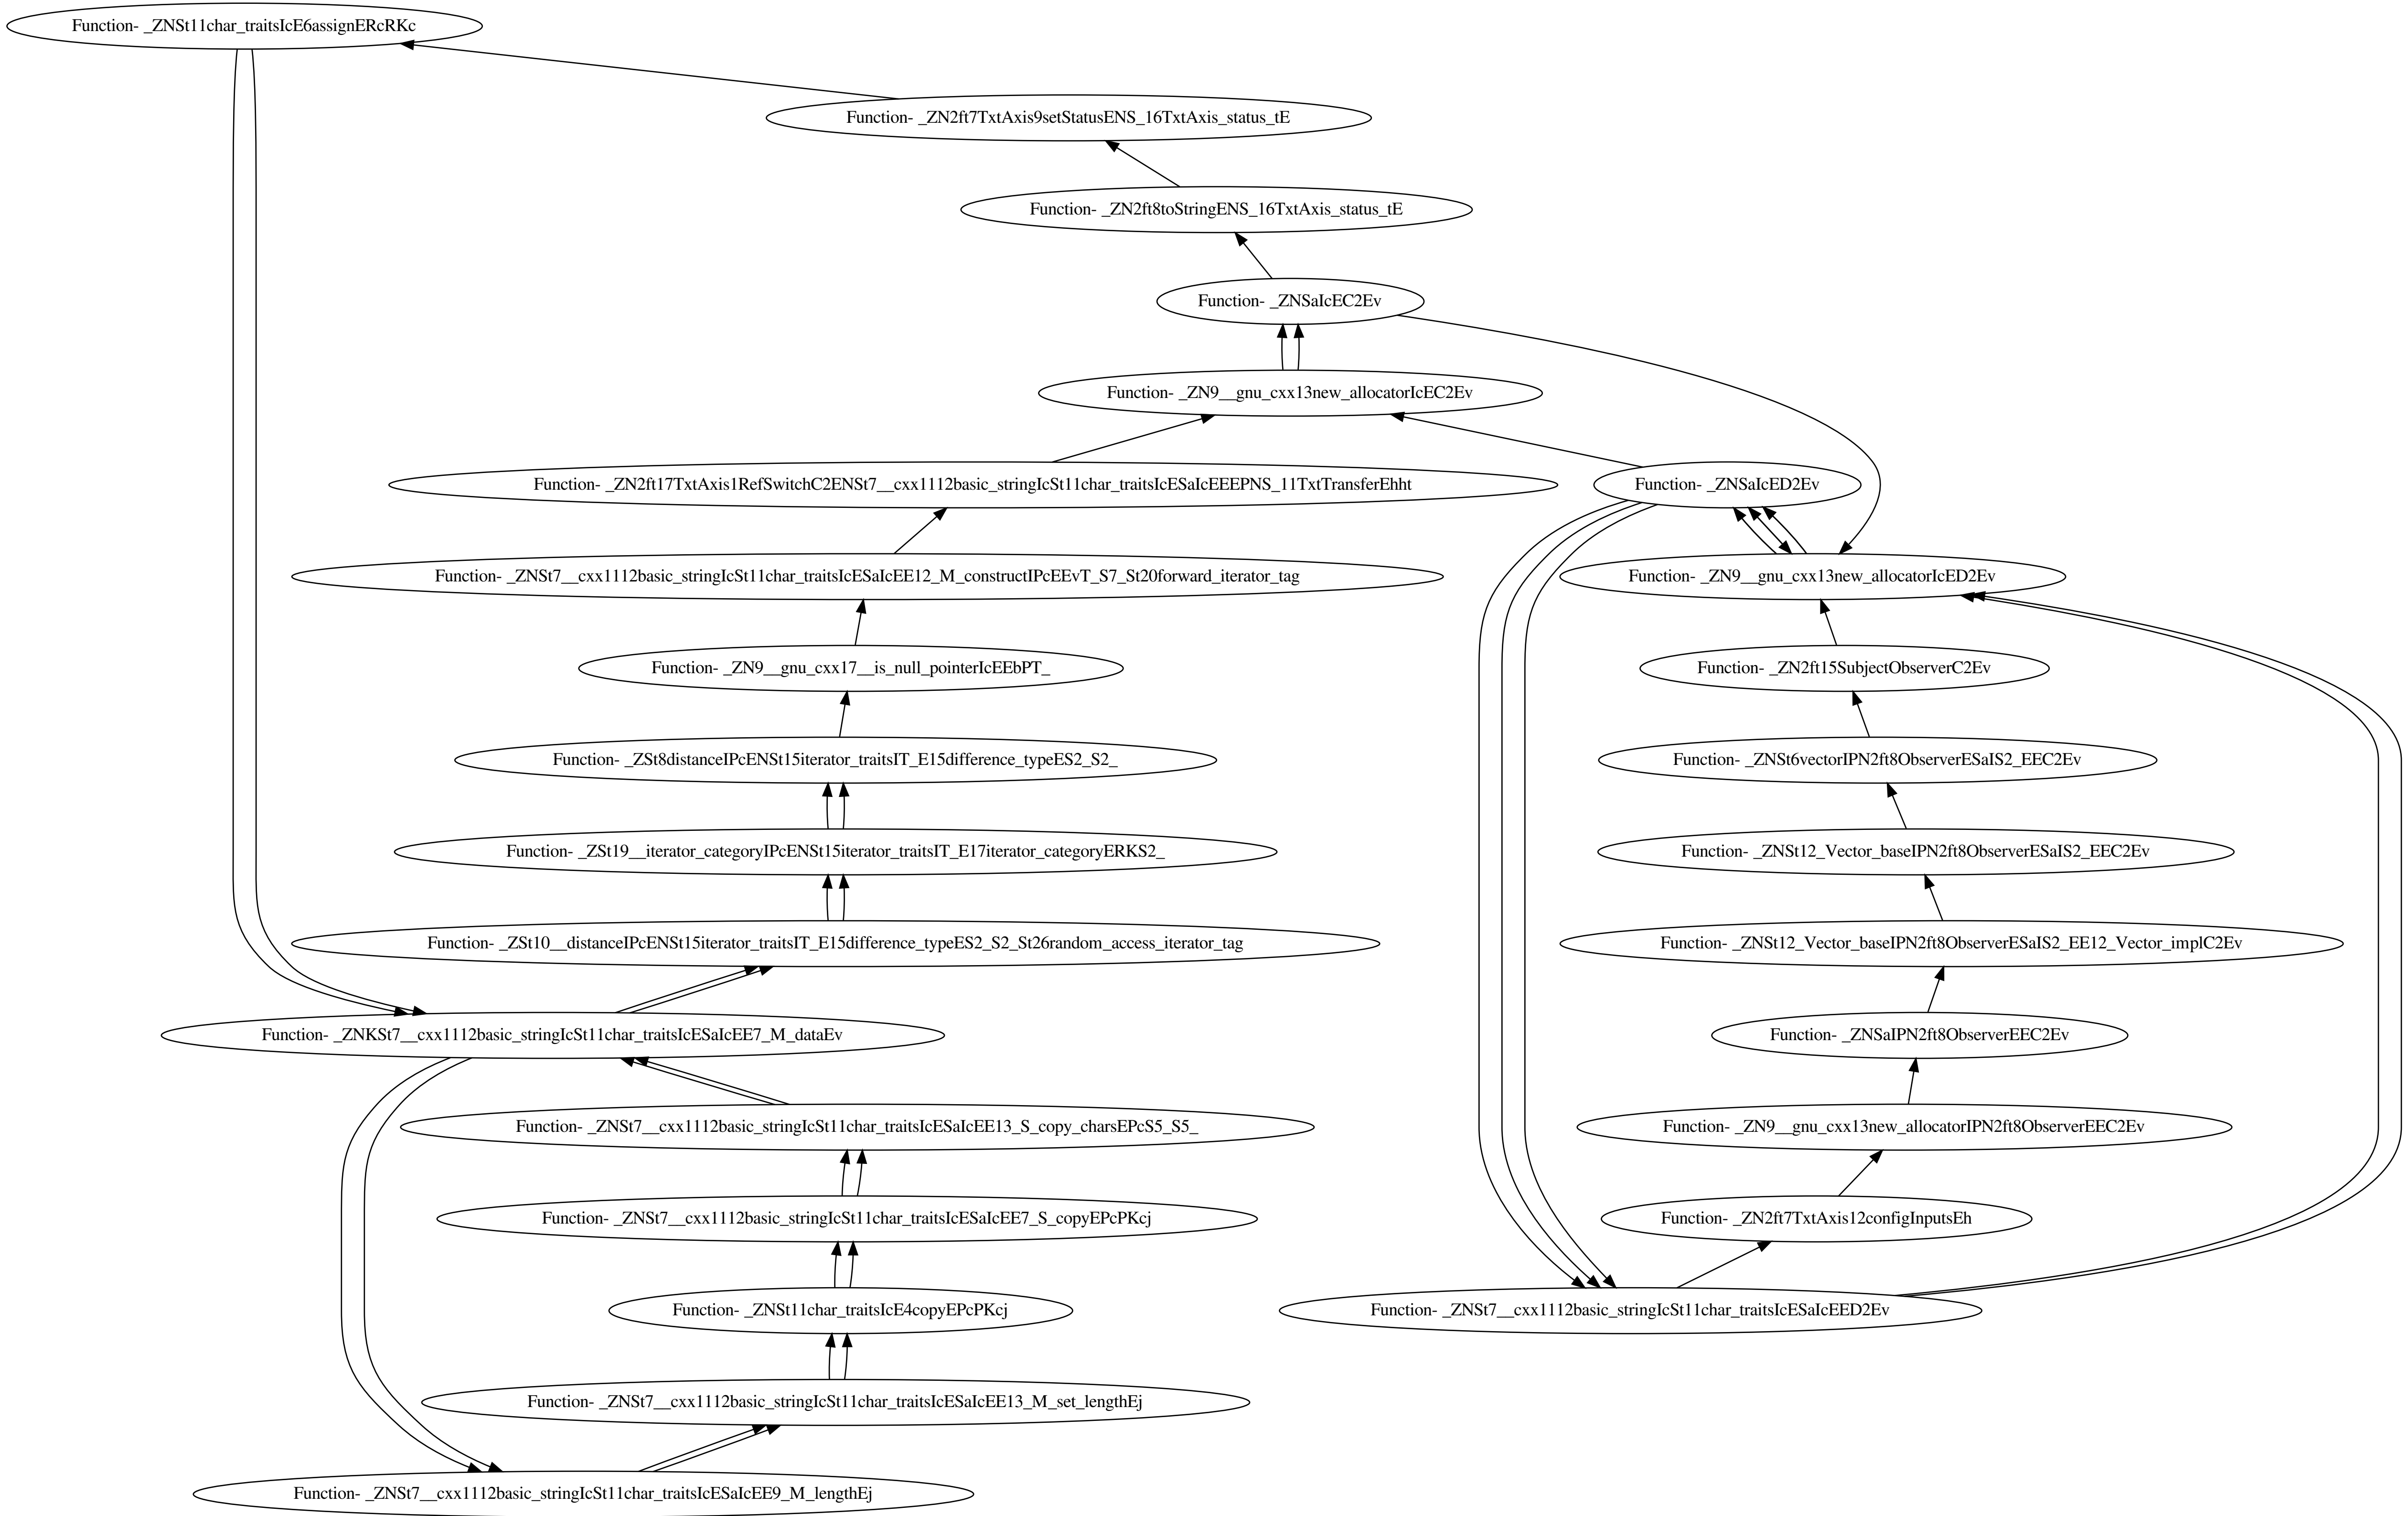 Function- _ZNSt11char_traitsIcE6assignERcRKc
Function- _ZN2ft7TxtAxis9setStatusENS_16TxtAxis_status_tE
Function- _ZN2ft8toStringENS_16TxtAxis_status_tE
Function- _ZNSaIcEC2Ev
Function- _ZN9__gnu_cxx13new_allocatorIcEC2Ev
Function- _ZN2ft17TxtAxis1RefSwitchC2ENSt7__cxx1112basic_stringIcSt11char_traitsIcESaIcEEEPNS_11TxtTransferEhht
Function- _ZNSaIcED2Ev
Function- _ZNSt7__cxx1112basic_stringIcSt11char_traitsIcESaIcEE12_M_constructIPcEEvT_S7_St20forward_iterator_tag
Function- _ZN9__gnu_cxx13new_allocatorIcED2Ev
Function- _ZN9__gnu_cxx17__is_null_pointerIcEEbPT_
Function- _ZN2ft15SubjectObserverC2Ev
Function- _ZSt8distanceIPcENSt15iterator_traitsIT_E15difference_typeES2_S2_
Function- _ZNSt6vectorIPN2ft8ObserverESaIS2_EEC2Ev
Function- _ZSt19__iterator_categoryIPcENSt15iterator_traitsIT_E17iterator_categoryERKS2_
Function- _ZNSt12_Vector_baseIPN2ft8ObserverESaIS2_EEC2Ev
Function- _ZSt10__distanceIPcENSt15iterator_traitsIT_E15difference_typeES2_S2_St26random_access_iterator_tag
Function- _ZNSt12_Vector_baseIPN2ft8ObserverESaIS2_EE12_Vector_implC2Ev
Function- _ZNKSt7__cxx1112basic_stringIcSt11char_traitsIcESaIcEE7_M_dataEv
Function- _ZNSaIPN2ft8ObserverEEC2Ev
Function- _ZNSt7__cxx1112basic_stringIcSt11char_traitsIcESaIcEE13_S_copy_charsEPcS5_S5_
Function- _ZN9__gnu_cxx13new_allocatorIPN2ft8ObserverEEC2Ev
Function- _ZNSt7__cxx1112basic_stringIcSt11char_traitsIcESaIcEE7_S_copyEPcPKcj
Function- _ZN2ft7TxtAxis12configInputsEh
Function- _ZNSt11char_traitsIcE4copyEPcPKcj
Function- _ZNSt7__cxx1112basic_stringIcSt11char_traitsIcESaIcEED2Ev
Function- _ZNSt7__cxx1112basic_stringIcSt11char_traitsIcESaIcEE13_M_set_lengthEj
Function- _ZNSt7__cxx1112basic_stringIcSt11char_traitsIcESaIcEE9_M_lengthEj